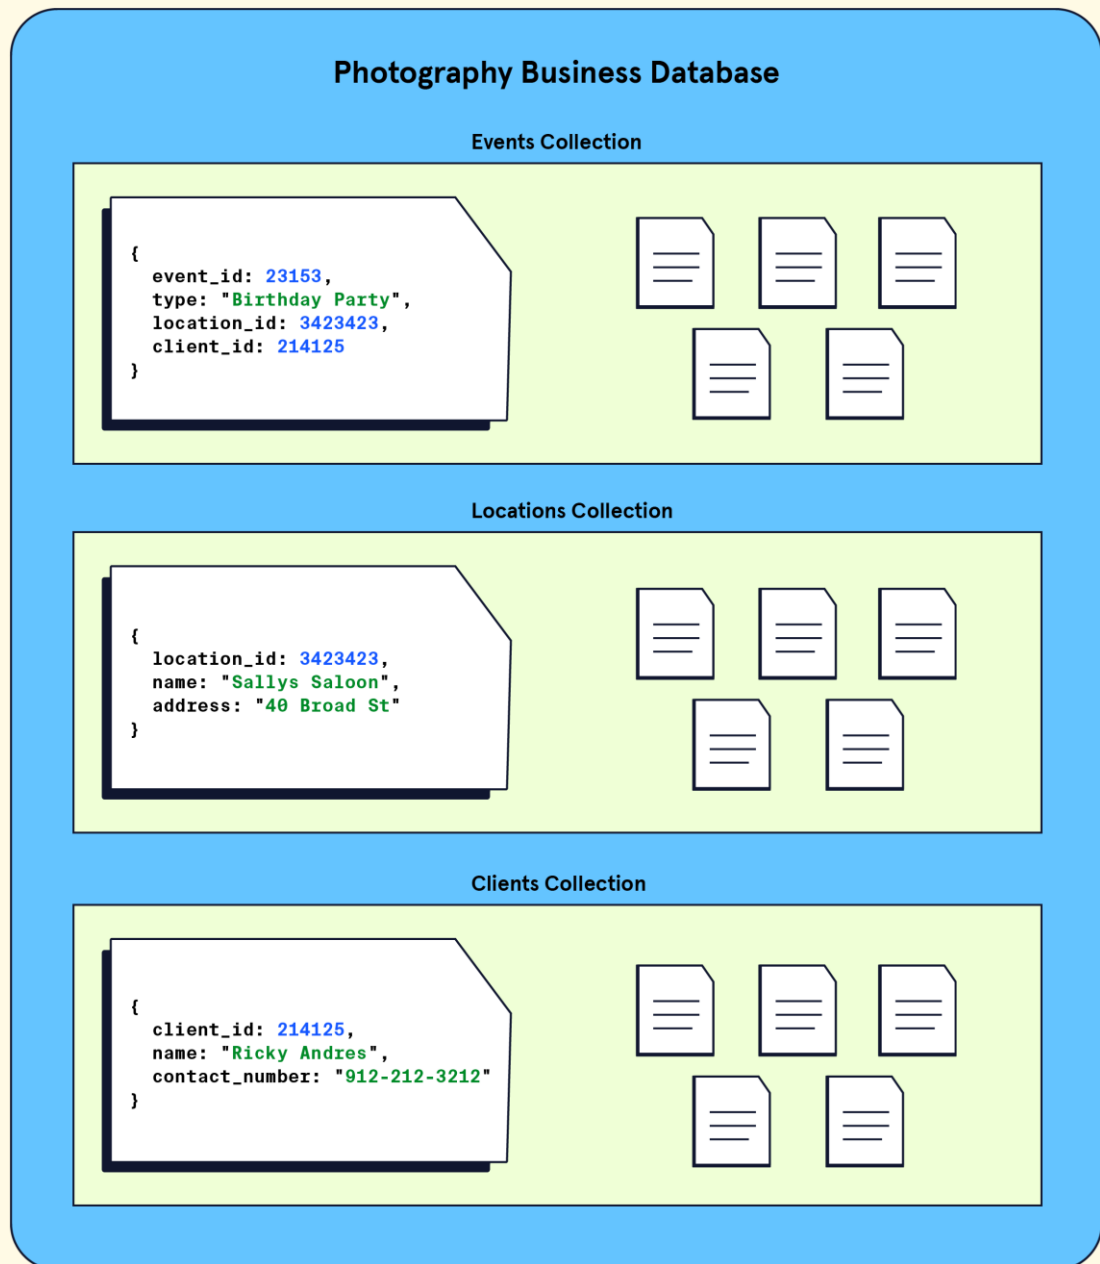 Photography Business Database
Events Collection
{
event_id: 23153,
type: "Birthday Party",
location_id: 3423423,
client_id: 214125
}
Locations Collection
{
location_id: 3423423,
name: "Sallys Saloon",
address: "40 Broad St"
}
Clients Collection
{
client_id: 214125,
name: "Ricky Andres",
contact_number: "912-212-3212"
}